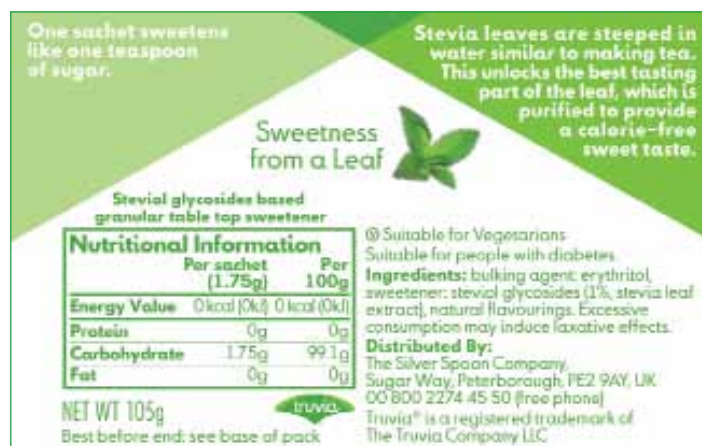 One sachet sweetens
like one teaspoon
of sugar.
Stevia leaves are steeped in
water similar to making tea.
This unlocks the best tasting
part of the leaf, which is
purified to provide
a calorie-free
sweet taste.
Sweetness
from a Leaf
Steviol glycosides based
granular table top sweetener
Nutritional Information
Per sachet (1.75g) Per 100g
Energy Value 0 kcal (0kJ) 0 kcal (0kJ)
Protein 0g 0g
Carbohydrate 1.75g 99.1g
Fat 0g 0g
NET WT 105g
truvia
Best before end: see base of pack
Suitable for Vegetarians
Suitable for people with diabetes.
Ingredients: bulking agent: erythritol,
sweetener: steviol glycosides (1%, stevia leaf
extract), natural flavourings. Excessive
consumption may induce laxative effects.
Distributed By:
The Silver Spoon Company,
Sugar Way, Peterborough, PE2 9AY, UK
00 800 2274 45 50 (free phone)
Truvia® is a registered trademark of
The Truvia Company LLC